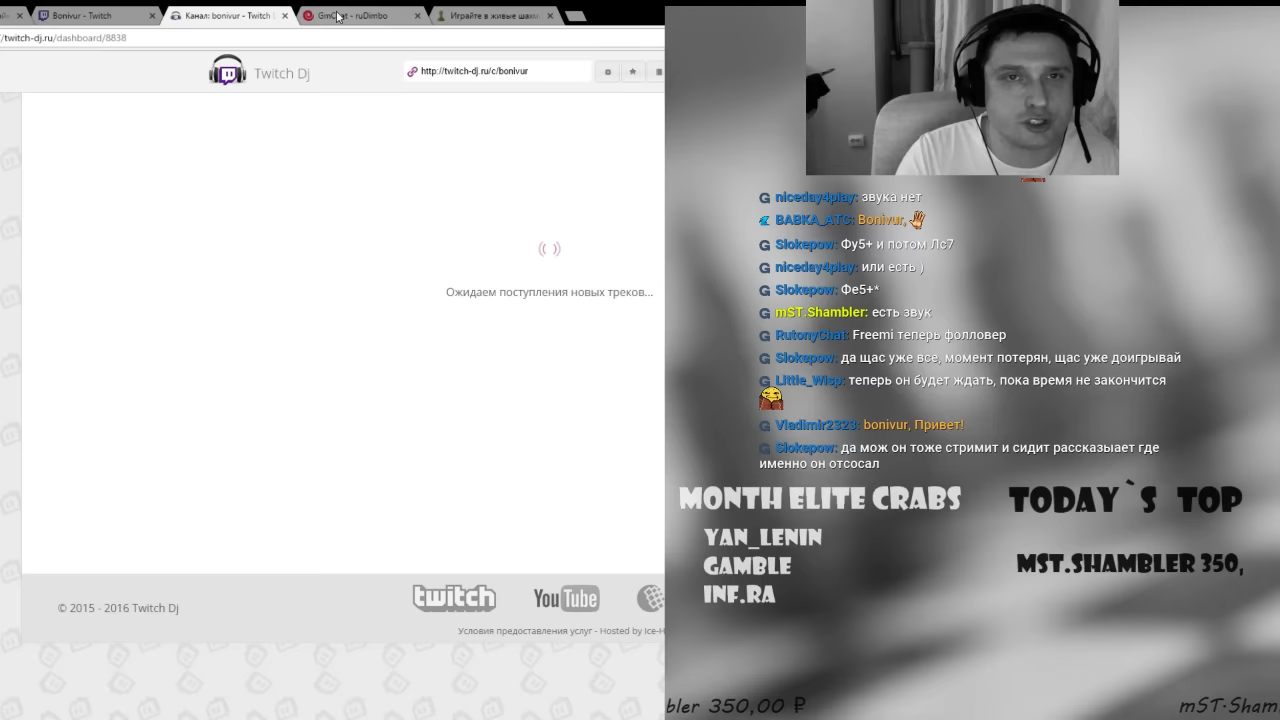 Bonivur - Twitch
Канал: bonivur - Twitch
GmChat - ruDimbo
Играйте в живые шахм
/twitch-dj.ru/dashboard/8838
Twitch Dj
http://twitch-dj.ru/c/bonivur
Ожидаем поступления новых треков...
© 2015 - 2016 Twitch Dj
twitch
You Tube
Условия предоставления услуг - Hosted by Ice-H
niceday4play: звука нет
BABKA_ATC: Bonivur,
Slokepow: Фу5+ и потом Лс7
niceday4play: или есть )
Slokepow: Фе5+*
mST.Shambler: есть звук
RutonyChat: Freemi теперь фолловер
Slokepow: да щас уже все, момент потерян, щас уже доигрывай
Little_Wisp: теперь он будет ждать, пока время не закончится
Vladimir2323: bonivur, Привет!
Slokepow: да мож он тоже стримит и сидит рассказыает где
именно он отсосал
MONTH ELITE CRABS
YAN_LENIN
GAMBLE
INF.RA
TODAY`S TOP
MST.SHAMBLER 350,
bler 350,00 ₽
mST.Sham